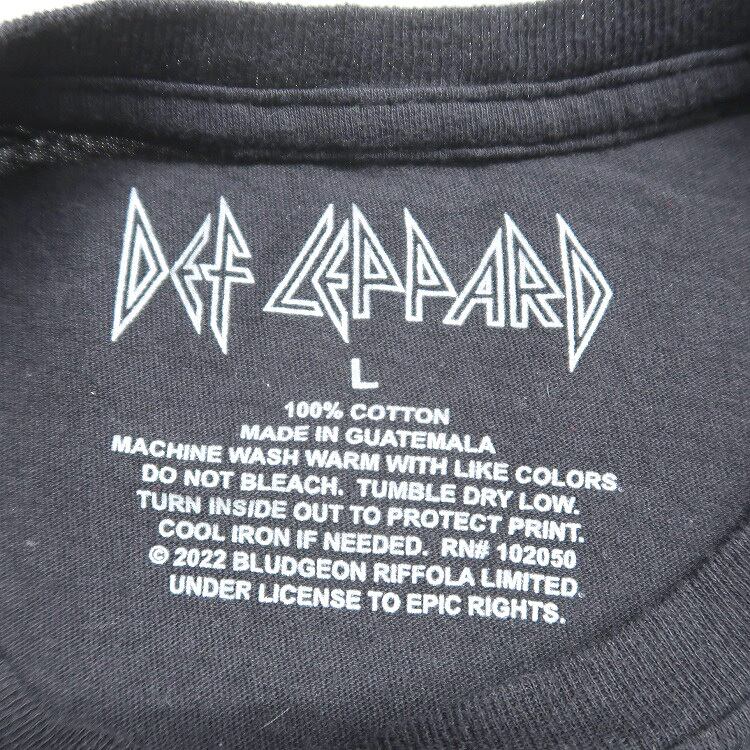 DEF LEPPARD
L
100% COTTON
MADE IN GUATEMALA
MACHINE WASH WARM WITH LIKE COLORS.
DO NOT BLEACH. TUMBLE DRY LOW.
TURN INSIDE OUT TO PROTECT PRINT.
COOL IRON IF NEEDED. RN# 102050
© 2022 BLUDGEON RIFFOLA LIMITED.
UNDER LICENSE TO EPIC RIGHTS.